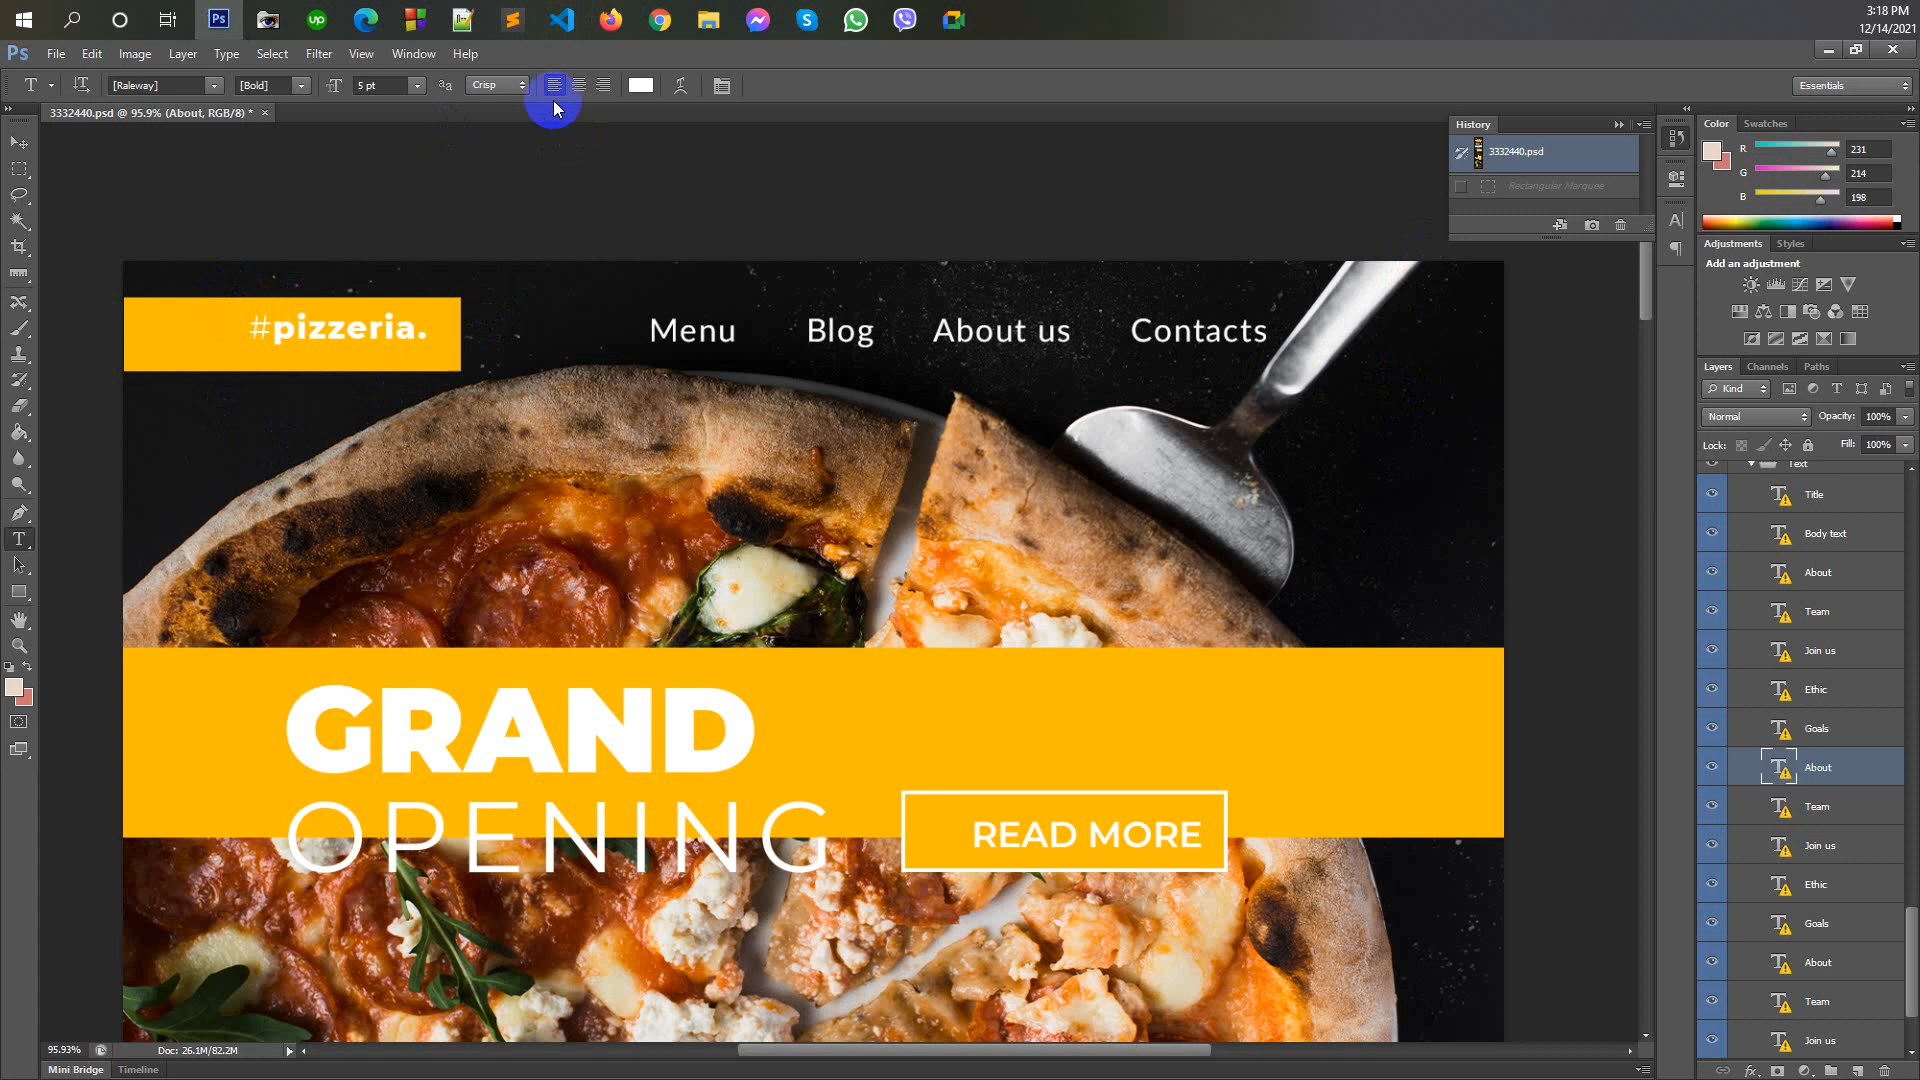 3:18 PM
12/14/2021
Ps File Edit Image Layer Type Select Filter View Window Help
[Raleway] [Bold] 5 pt Crisp Essentials
3332440.psd @ 95.9% (About, RGB/8) *
History
3332440.psd
Rectangular Marquee
Color Swatches
R 231
G 214
B 198
Adjustments Styles
Add an adjustment
Layers Channels Paths
Kind
Normal Opacity: 100%
Lock: Fill: 100%
Text
Title
Body text
About
Team
Join us
Ethic
Goals
About
Team
Join us
Ethic
Goals
About
Team
Join us
#pizzeria. Menu Blog About us Contacts
GRAND
OPENING
READ MORE
95.93% Doc: 26.1M/82.2M
Mini Bridge Timeline